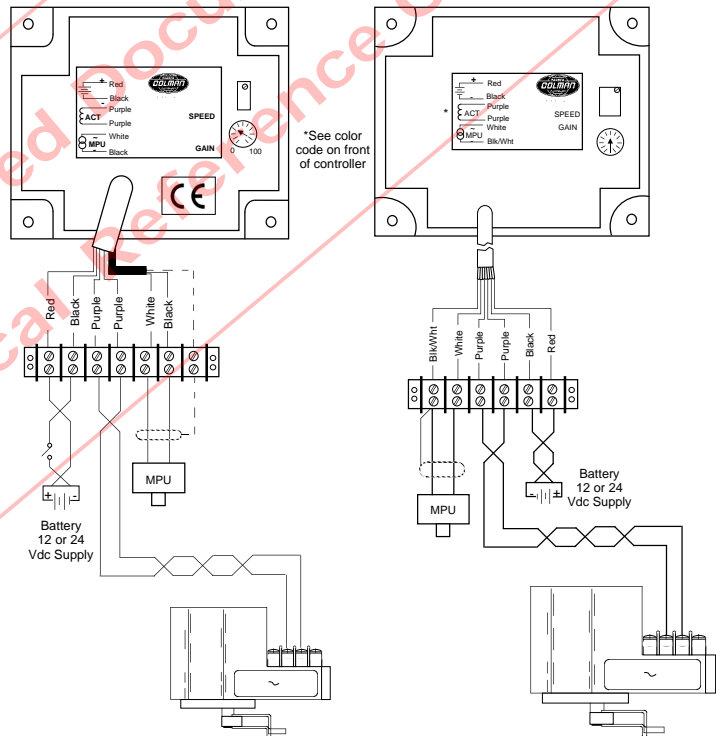 COLMAN
+ Red
- Black
Purple
ACT
Purple
SPEED
~ White
MPU
- Black
GAIN
0 100
CE
Red
Black
Purple
Purple
White
Black
MPU
+ -
Battery
12 or 24
Vdc Supply
~
*See color
code on front
of controller
COLMAN
+ Red
- Black
Purple
* ACT
Purple
SPEED
~ White
MPU
- Blk/Wht
GAIN
Blk/Wht
White
Purple
Purple
Black
Red
MPU
+ -
Battery
12 or 24
Vdc Supply
~